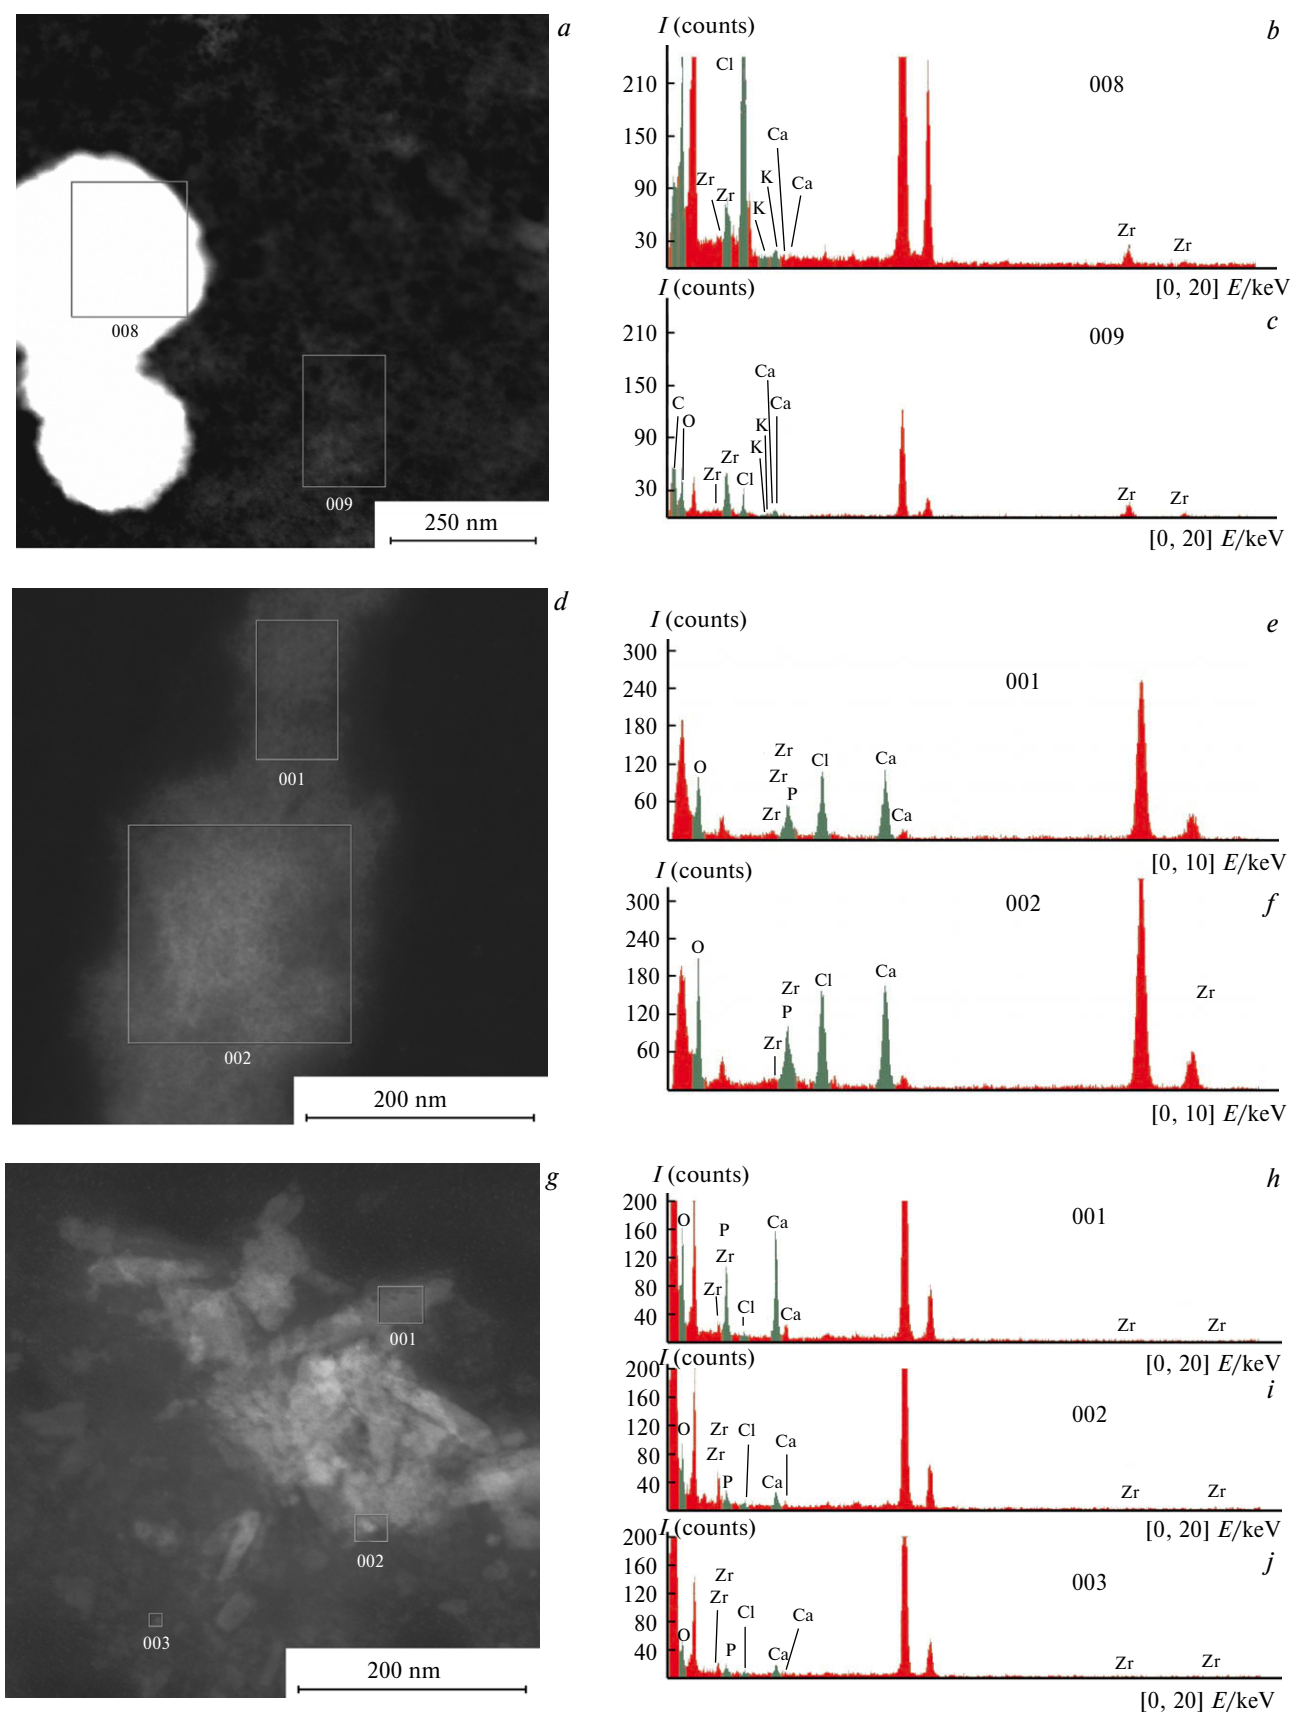 a
008
009
250 nm
I (counts)
b
210
150
90
30
Cl
008
Ca
Zr
Zr
K
K
Ca
Zr
Zr
[0, 20] E/keV
I (counts)
c
210
150
90
30
009
Ca
C
O
Ca
K
K
Zr
Zr
Cl
Zr
Zr
[0, 20] E/keV
d
001
002
200 nm
I (counts)
e
300
240
180
120
60
001
O
Zr
Zr
P
Zr
Cl
Ca
Ca
[0, 10] E/keV
I (counts)
f
300
240
180
120
60
002
O
Zr
P
Zr
Cl
Ca
Zr
[0, 10] E/keV
g
001
002
003
200 nm
I (counts)
h
200
160
120
80
40
001
O
P
Zr
Zr
Cl
Ca
Ca
Zr
Zr
[0, 20] E/keV
I (counts)
i
200
160
120
80
40
002
O
Zr
Zr
P
Cl
Ca
Ca
Zr
Zr
[0, 20] E/keV
I (counts)
j
200
160
120
80
40
003
O
Zr
Zr
P
Cl
Ca
Ca
Zr
Zr
[0, 20] E/keV